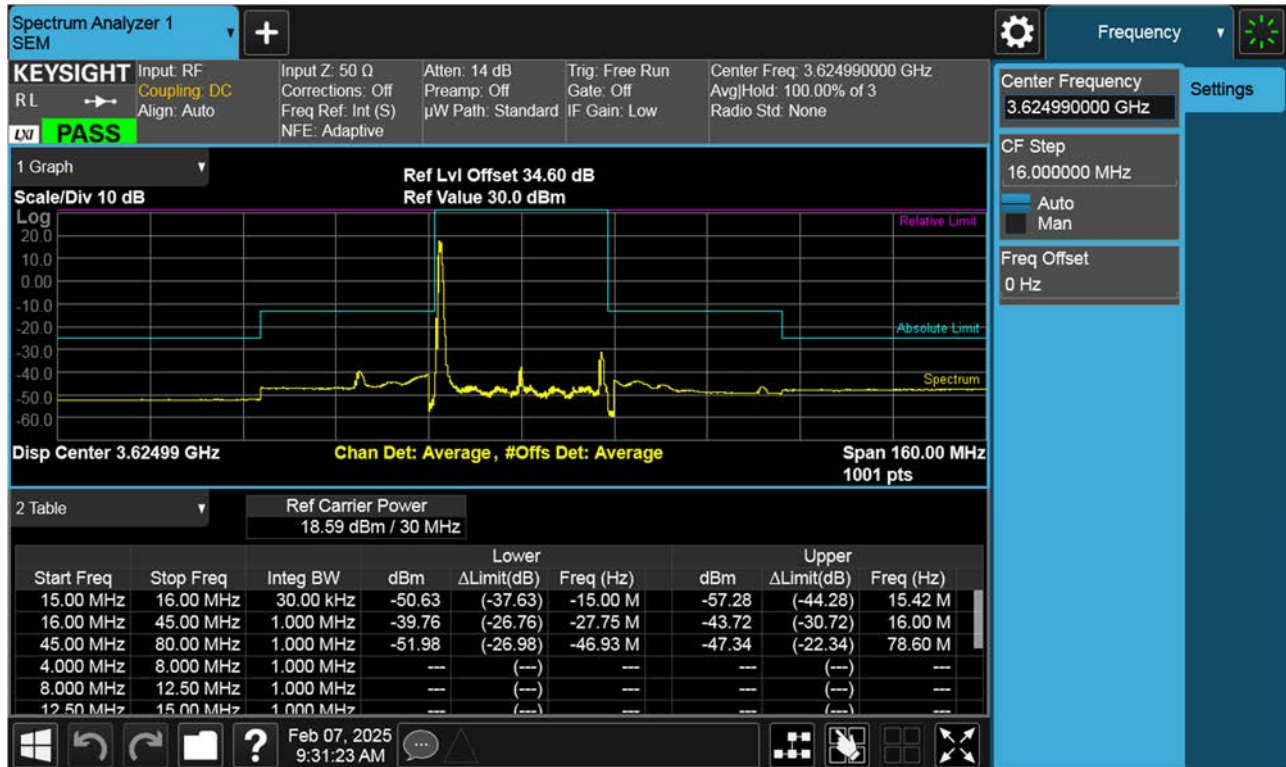 Spectrum Analyzer 1
SEM
+
Frequency
KEYSIGHT
RL
LXI
PASS
Input: RF
Coupling: DC
Align: Auto
Input Z: 50 Ω
Corrections: Off
Freq Ref: Int (S)
NFE: Adaptive
Atten: 14 dB
Preamp: Off
µW Path: Standard
Trig: Free Run
Gate: Off
IF Gain: Low
Center Freq: 3.624990000 GHz
Avg|Hold: 100.00% of 3
Radio Std: None
Center Frequency
3.624990000 GHz
Settings
CF Step
16.000000 MHz
Auto
Man
Freq Offset
0 Hz
1 Graph
Scale/Div 10 dB
Ref Lvl Offset 34.60 dB
Ref Value 30.0 dBm
Log
20.0
10.0
0.00
-10.0
-20.0
-30.0
-40.0
-50.0
-60.0
Relative Limit
Absolute Limit
Spectrum
Disp Center 3.62499 GHz
Chan Det: Average, #Offs Det: Average
Span 160.00 MHz
1001 pts
2 Table
Ref Carrier Power
18.59 dBm / 30 MHz
Lower Upper
Start Freq Stop Freq Integ BW dBm ΔLimit(dB) Freq (Hz) dBm ΔLimit(dB) Freq (Hz)
15.00 MHz 16.00 MHz 30.00 kHz -50.63 (-37.63) -15.00 M -57.28 (-44.28) 15.42 M
16.00 MHz 45.00 MHz 1.000 MHz -39.76 (-26.76) -27.75 M -43.72 (-30.72) 16.00 M
45.00 MHz 80.00 MHz 1.000 MHz -51.98 (-26.98) -46.93 M -47.34 (-22.34) 78.60 M
4.000 MHz 8.000 MHz 1.000 MHz --- (---) --- --- (---) ---
8.000 MHz 12.50 MHz 1.000 MHz --- (---) --- --- (---) ---
12.50 MHz 15.00 MHz 1.000 MHz --- (---) --- --- (---) ---
?
Feb 07, 2025
9:31:23 AM